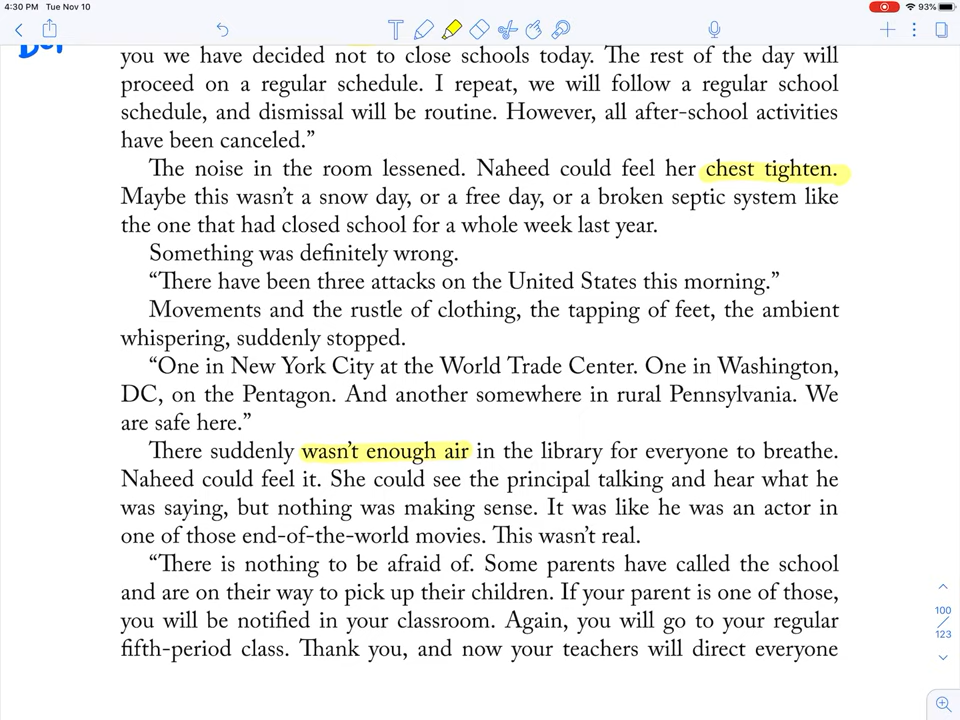 4:30 PM Tue Nov 10
93%
you we have decided not to close schools today. The rest of the day will
proceed on a regular schedule. I repeat, we will follow a regular school
schedule, and dismissal will be routine. However, all after-school activities
have been canceled.”
The noise in the room lessened. Naheed could feel her chest tighten.
Maybe this wasn’t a snow day, or a free day, or a broken septic system like
the one that had closed school for a whole week last year.
Something was definitely wrong.
“There have been three attacks on the United States this morning.”
Movements and the rustle of clothing, the tapping of feet, the ambient
whispering, suddenly stopped.
“One in New York City at the World Trade Center. One in Washington,
DC, on the Pentagon. And another somewhere in rural Pennsylvania. We
are safe here.”
There suddenly wasn’t enough air in the library for everyone to breathe.
Naheed could feel it. She could see the principal talking and hear what he
was saying, but nothing was making sense. It was like he was an actor in
one of those end-of-the-world movies. This wasn’t real.
“There is nothing to be afraid of. Some parents have called the school
and are on their way to pick up their children. If your parent is one of those,
you will be notified in your classroom. Again, you will go to your regular
fifth-period class. Thank you, and now your teachers will direct everyone
100
/
123